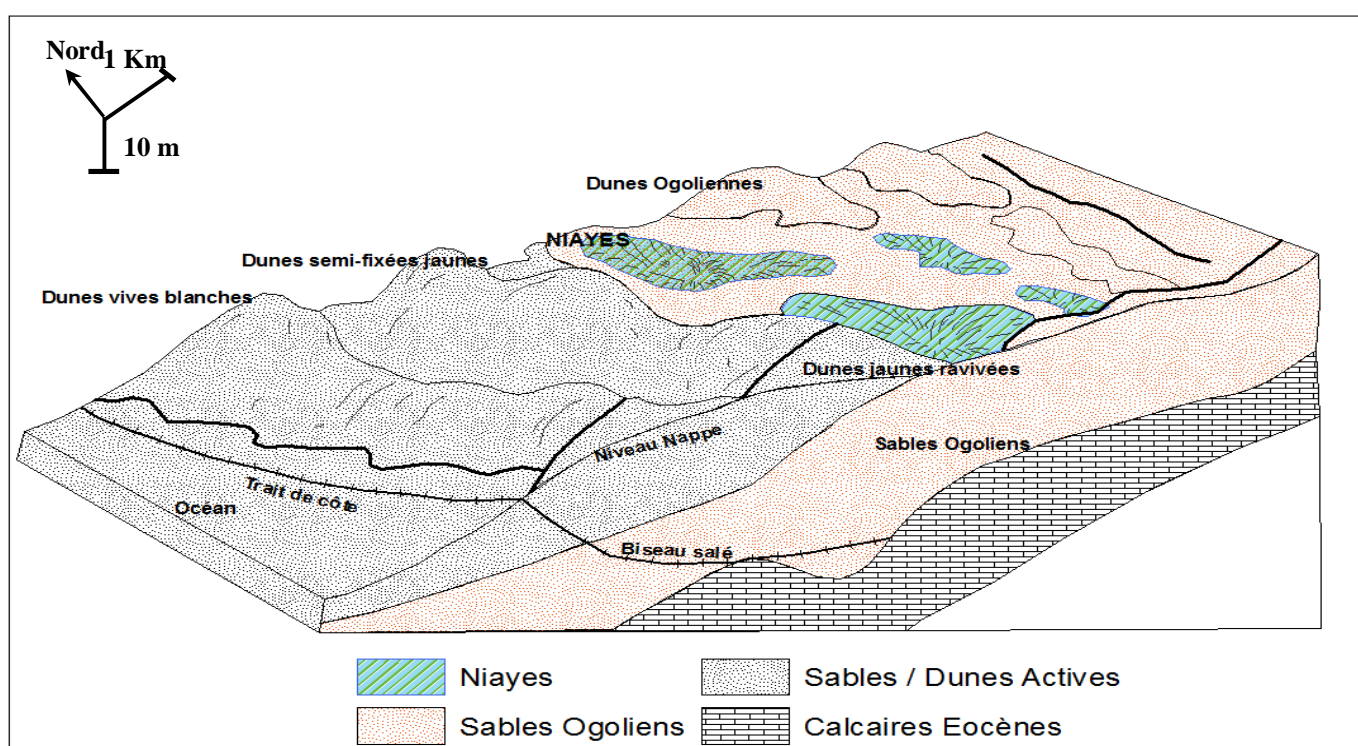 Nord
1 Km
10 m
Dunes Ogoliennes
NIAYES
Dunes semi-fixées jaunes
Dunes vives blanches
Dunes jaunes ravivées
Niveau Nappe
Sables Ogoliens
Trait de côte
Océan
Biseau salé
Niayes
Sables / Dunes Actives
Sables Ogoliens
Calcaires Eocènes